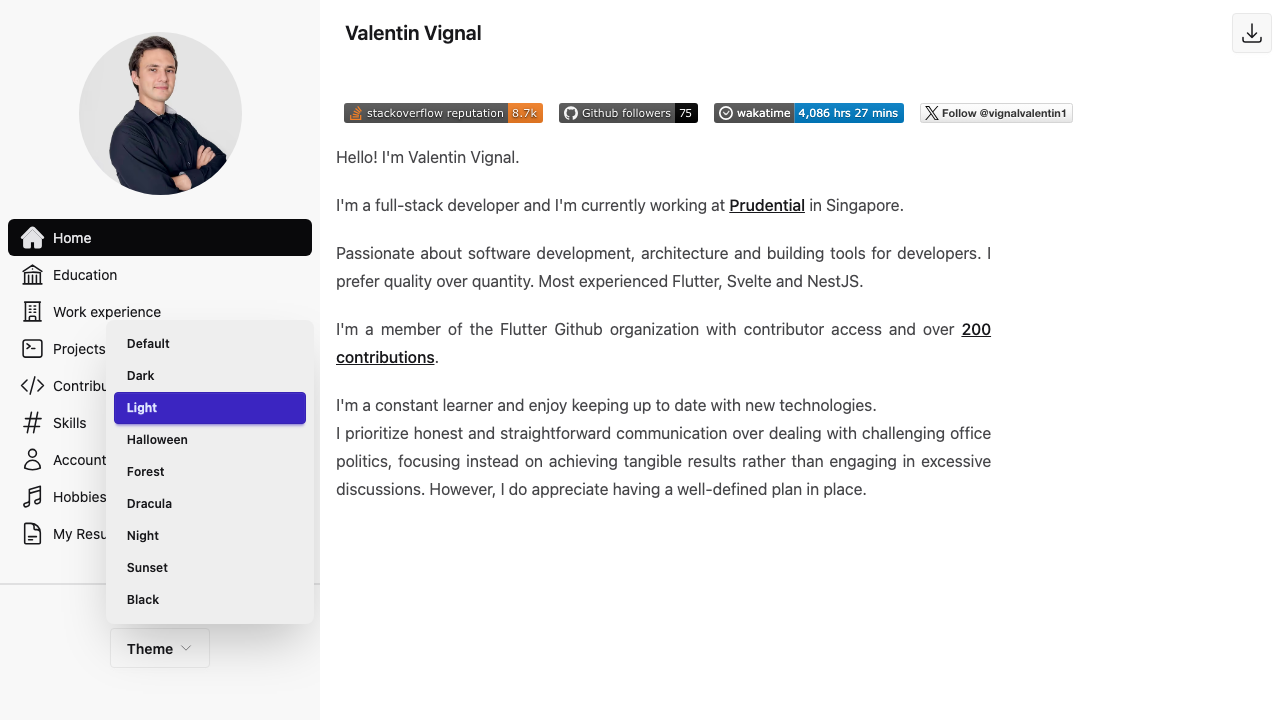 Valentin Vignal
stackoverflow reputation 8.7k
Github followers 75
wakatime 4,086 hrs 27 mins
Follow @vignalvalentin1
Home
Education
Work experience
Projects
Contribu
Skills
Account
Hobbies
My Resu
Default
Dark
Light
Halloween
Forest
Dracula
Night
Sunset
Black
Theme
Hello! I'm Valentin Vignal.
I'm a full-stack developer and I'm currently working at Prudential in Singapore.
Passionate about software development, architecture and building tools for developers. I
prefer quality over quantity. Most experienced Flutter, Svelte and NestJS.
I'm a member of the Flutter Github organization with contributor access and over 200
contributions.
I'm a constant learner and enjoy keeping up to date with new technologies.
I prioritize honest and straightforward communication over dealing with challenging office
politics, focusing instead on achieving tangible results rather than engaging in excessive
discussions. However, I do appreciate having a well-defined plan in place.